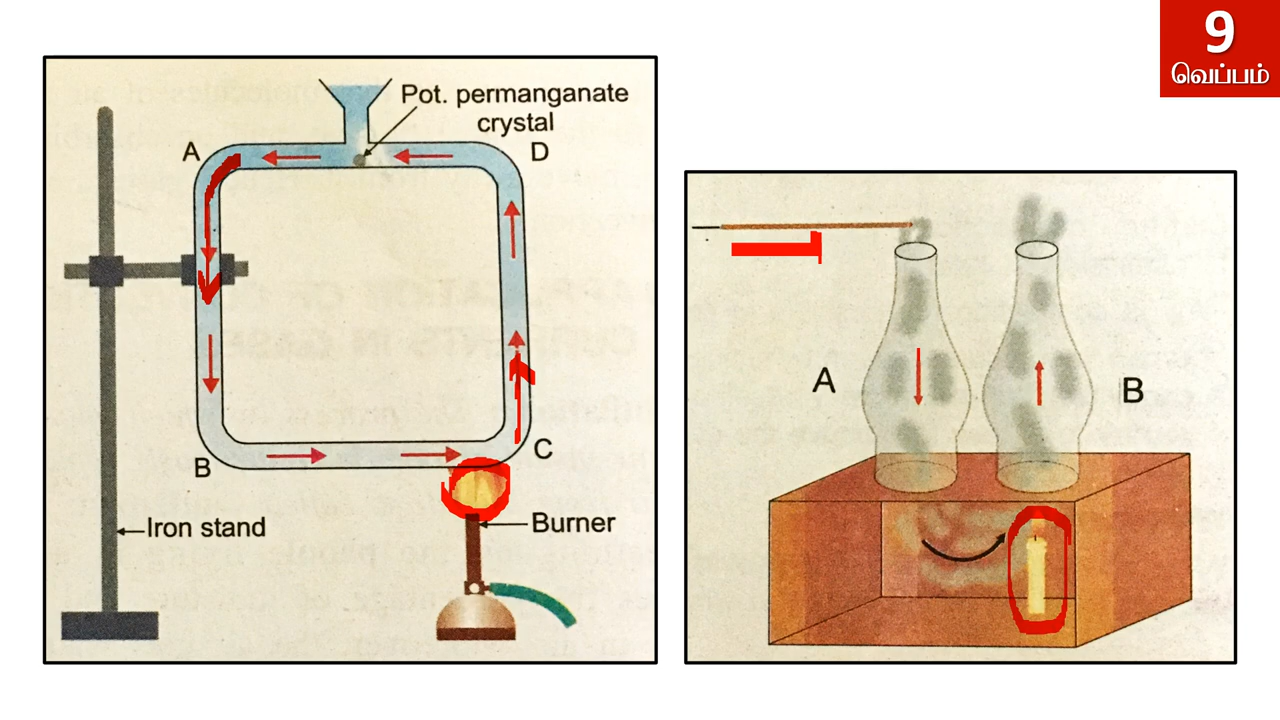 9
வெப்பம்
Pot. permanganate
crystal
A
D
B
C
Iron stand
Burner
A
B